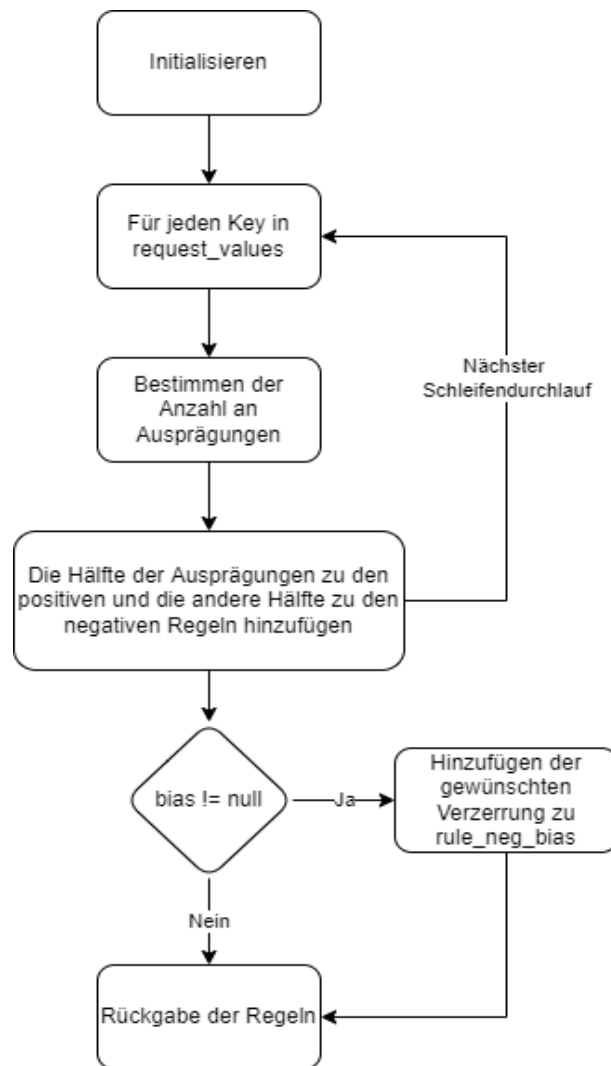 Initialisieren
Für jeden Key in
request_values
Nächster
Schleifendurchlauf
Bestimmen der
Anzahl an
Ausprägungen
Die Hälfte der Ausprägungen zu den
positiven und die andere Hälfte zu den
negativen Regeln hinzufügen
bias != null
Ja
Hinzufügen der
gewünschten
Verzerrung zu
rule_neg_bias
Nein
Rückgabe der Regeln